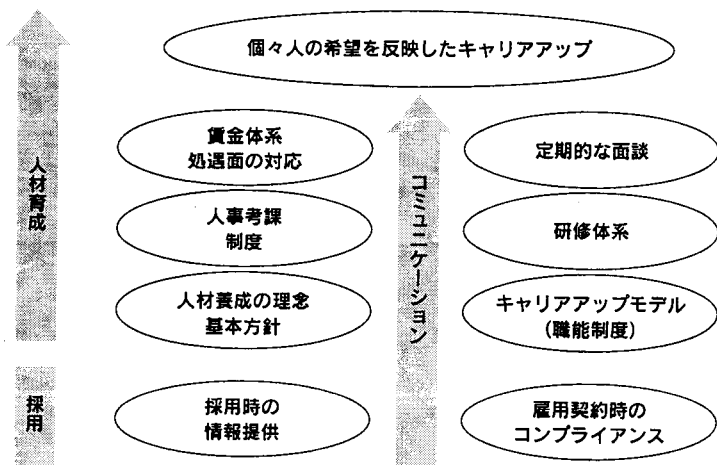 個々人の希望を反映したキャリアアップ
賃金体系
処遇面の対応
定期的な面談
人材育成
コミュニケーション
人事考課
制度
研修体系
人材養成の理念
基本方針
キャリアアップモデル
(職能制度)
採用
採用時の
情報提供
雇用契約時の
コンプライアンス